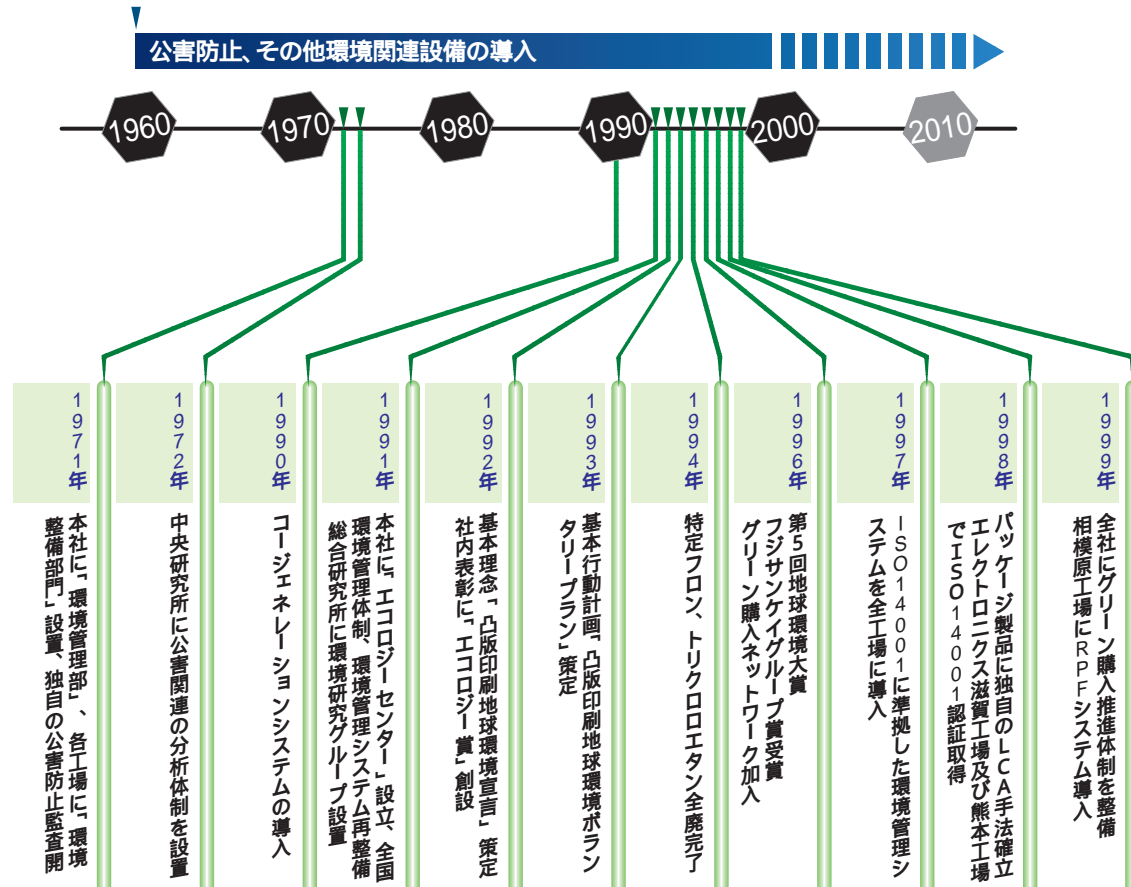 公害防止、その他環境関連設備の導入
1960
1970
1980
1990
2000
2010
1971年
本社に「環境管理部」、各工場に「環境
整備部門」設置、独自の公害防止監査開
1972年
中央研究所に公害関連の分析体制を設置
1990年
コージェネレーションシステムの導入
1991年
本社に「エコロジーセンター」設立、全国
環境管理体制、環境管理システム再整備
総合研究所に環境研究グループ設置
1992年
基本理念「凸版印刷地球環境宣言」策定
社内表彰に「エコロジー賞」創設
1993年
基本行動計画「凸版印刷地球環境ボラン
タリープラン」策定
1994年
特定フロン、トリクロロエタン全廃完了
1996年
第5回地球環境大賞
フジサンケイグループ賞受賞
グリーン購入ネットワーク加入
1997年
ISO14001に準拠した環境管理シ
ステムを全工場に導入
1998年
パッケージ製品に独自のLCA手法確立
エレクトロニクス滋賀工場及び熊本工場
でISO14001認証取得
1999年
全社にグリーン購入推進体制を整備
相模原工場にRPFシステム導入